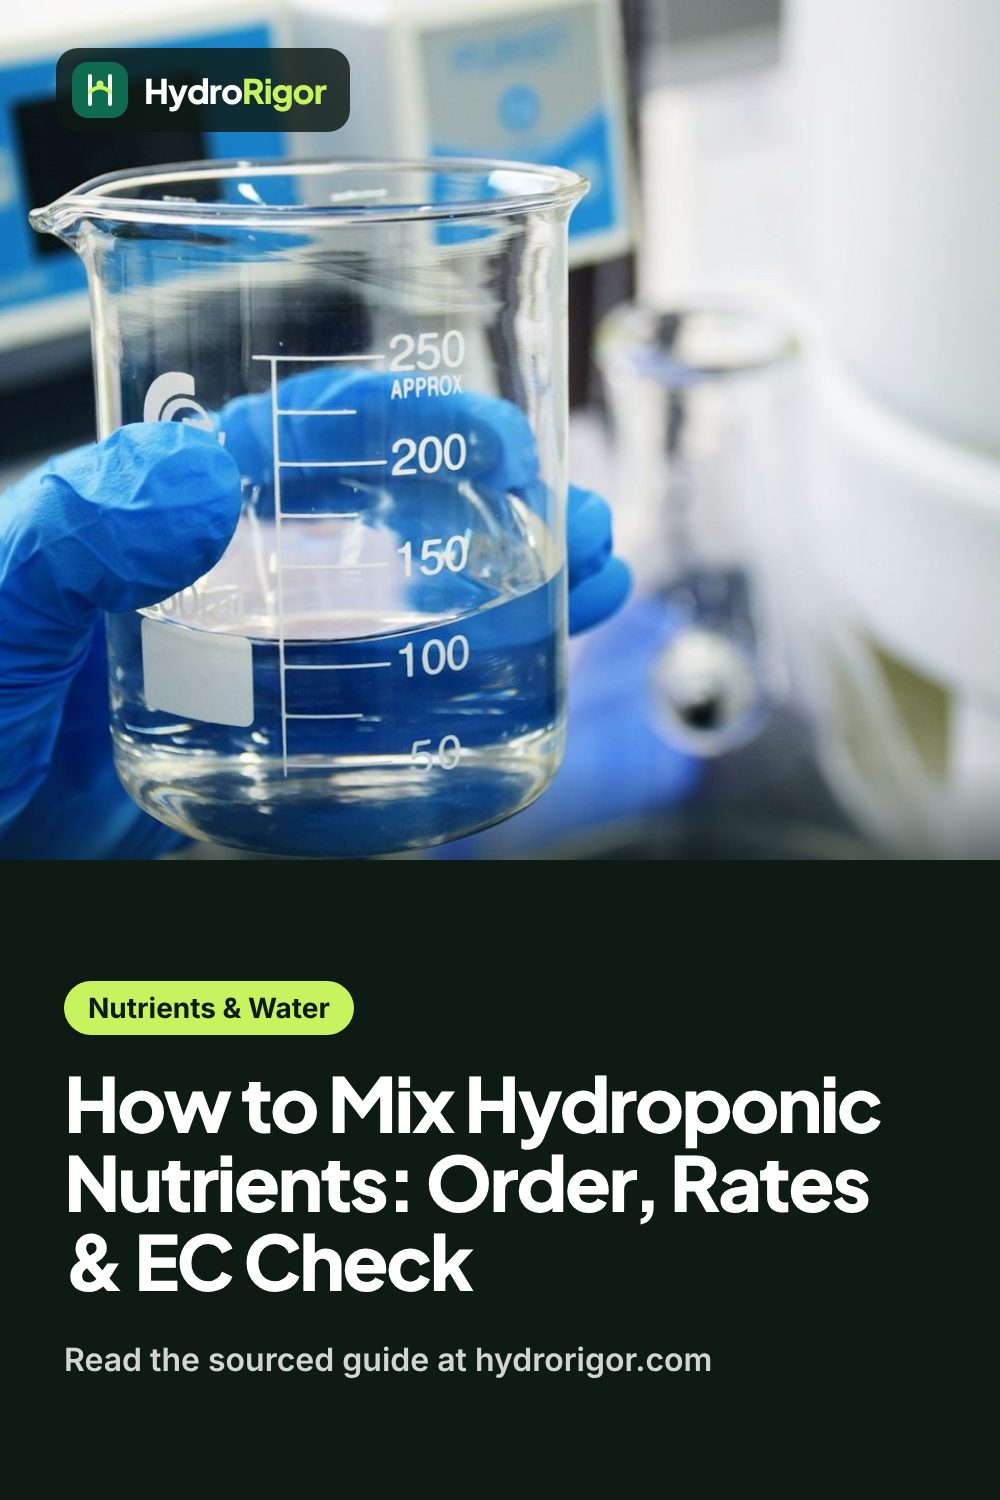 HydroRigor
250
APPROX
200
150
100
50
Nutrients & Water
How to Mix Hydroponic
Nutrients: Order, Rates
& EC Check
Read the sourced guide at hydrorigor.com